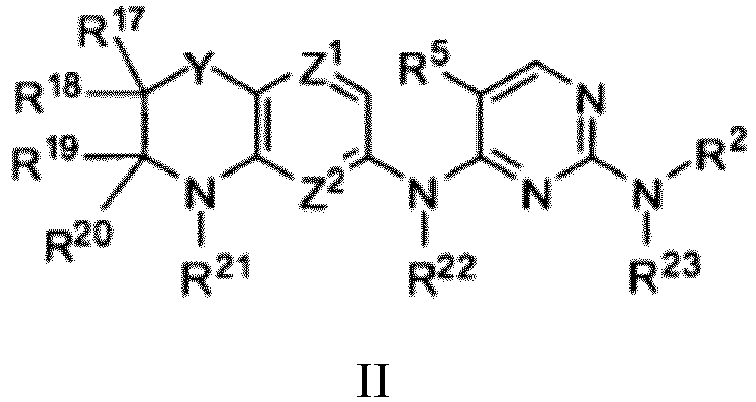 R17
Y Z1 R5
R18 N
R19 R2
N Z2 N N N
R20
R21 R22 R23
II